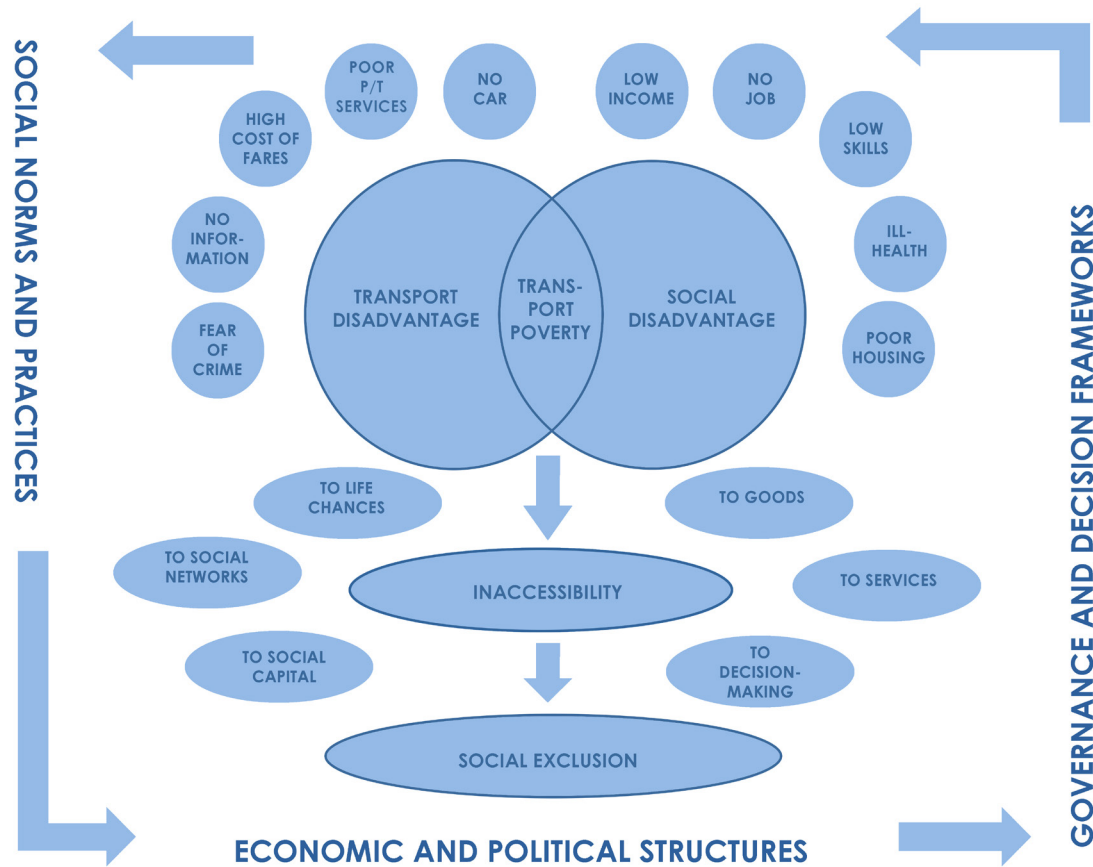 SOCIAL NORMS AND PRACTICES
POOR
P/T
SERVICES
NO
CAR
LOW
INCOME
NO
JOB
HIGH
COST OF
FARES
LOW
SKILLS
NO
INFOR-
MATION
ILL-
HEALTH
FEAR
OF
CRIME
POOR
HOUSING
TRANSPORT
DISADVANTAGE
TRANS-
PORT
POVERTY
SOCIAL
DISADVANTAGE
TO LIFE
CHANCES
TO GOODS
TO SOCIAL
NETWORKS
INACCESSIBILITY
TO SERVICES
TO SOCIAL
CAPITAL
TO
DECISION-
MAKING
SOCIAL EXCLUSION
ECONOMIC AND POLITICAL STRUCTURES
GOVERNANCE AND DECISION FRAMEWORKS